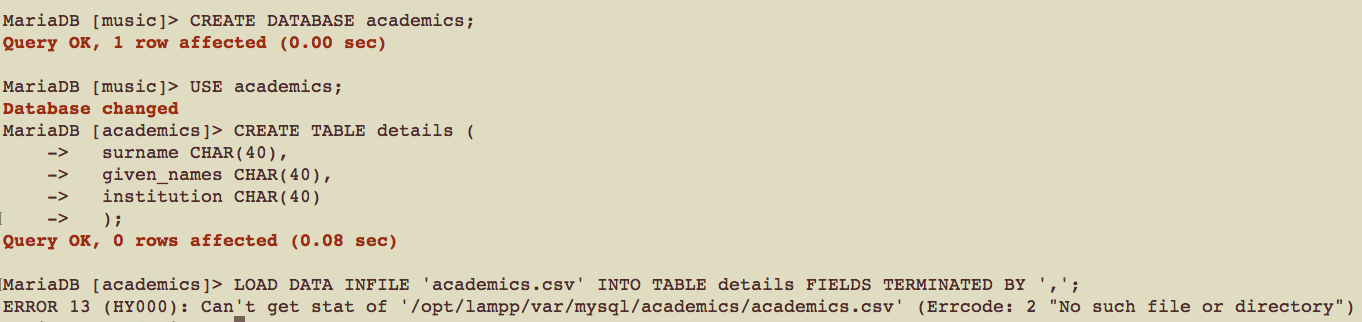 MariaDB [music]> CREATE DATABASE academics;
Query OK, 1 row affected (0.00 sec)
MariaDB [music]> USE academics;
Database changed
MariaDB [academics]> CREATE TABLE details (
    ->   surname CHAR(40),
    ->   given_names CHAR(40),
    ->   institution CHAR(40)
    ->   );
Query OK, 0 rows affected (0.08 sec)
MariaDB [academics]> LOAD DATA INFILE 'academics.csv' INTO TABLE details FIELDS TERMINATED BY ',';
ERROR 13 (HY000): Can't get stat of '/opt/lampp/var/mysql/academics/academics.csv' (Errcode: 2 "No such file or directory")